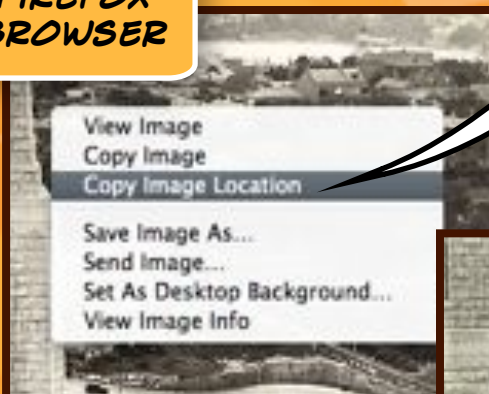 FIREFOX
BROWSER
View Image
Copy Image
Copy Image Location
Save Image As...
Send Image...
Set As Desktop Background...
View Image Info